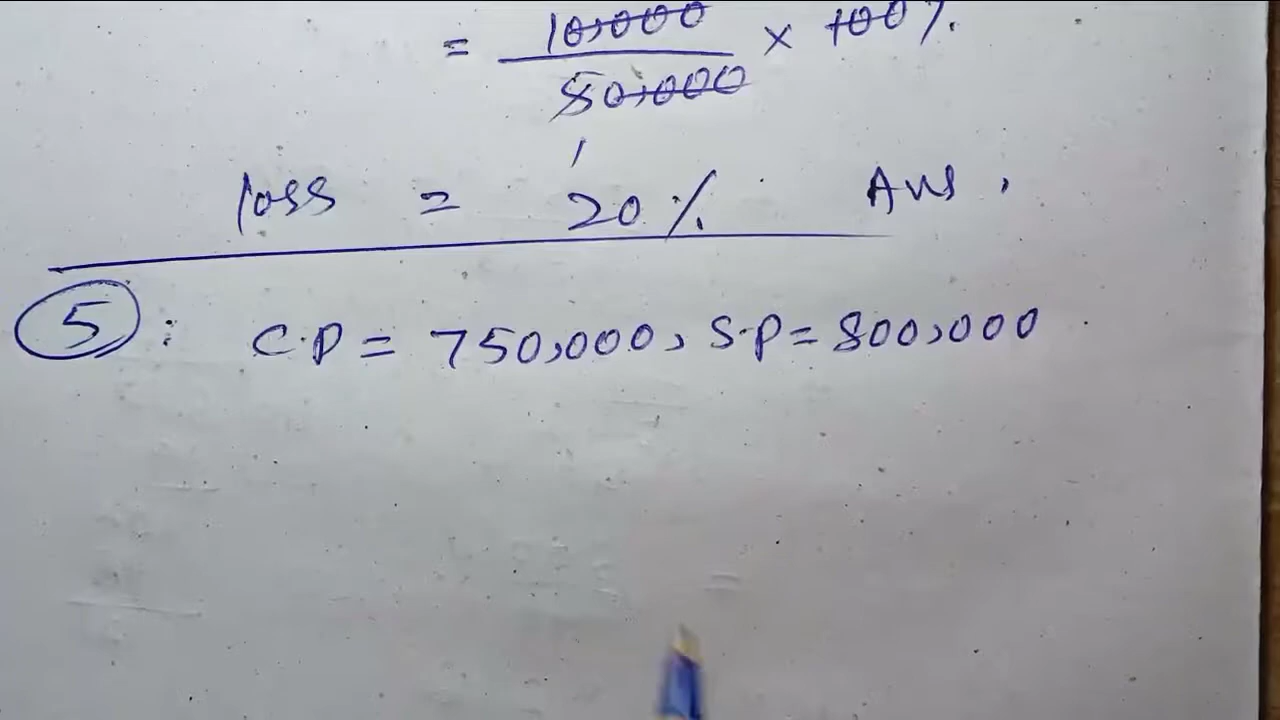 = 10,000 × 100%.
50,000
1
loss = 20% Ans.
5 : C.P = 750,000, S.P = 800,000